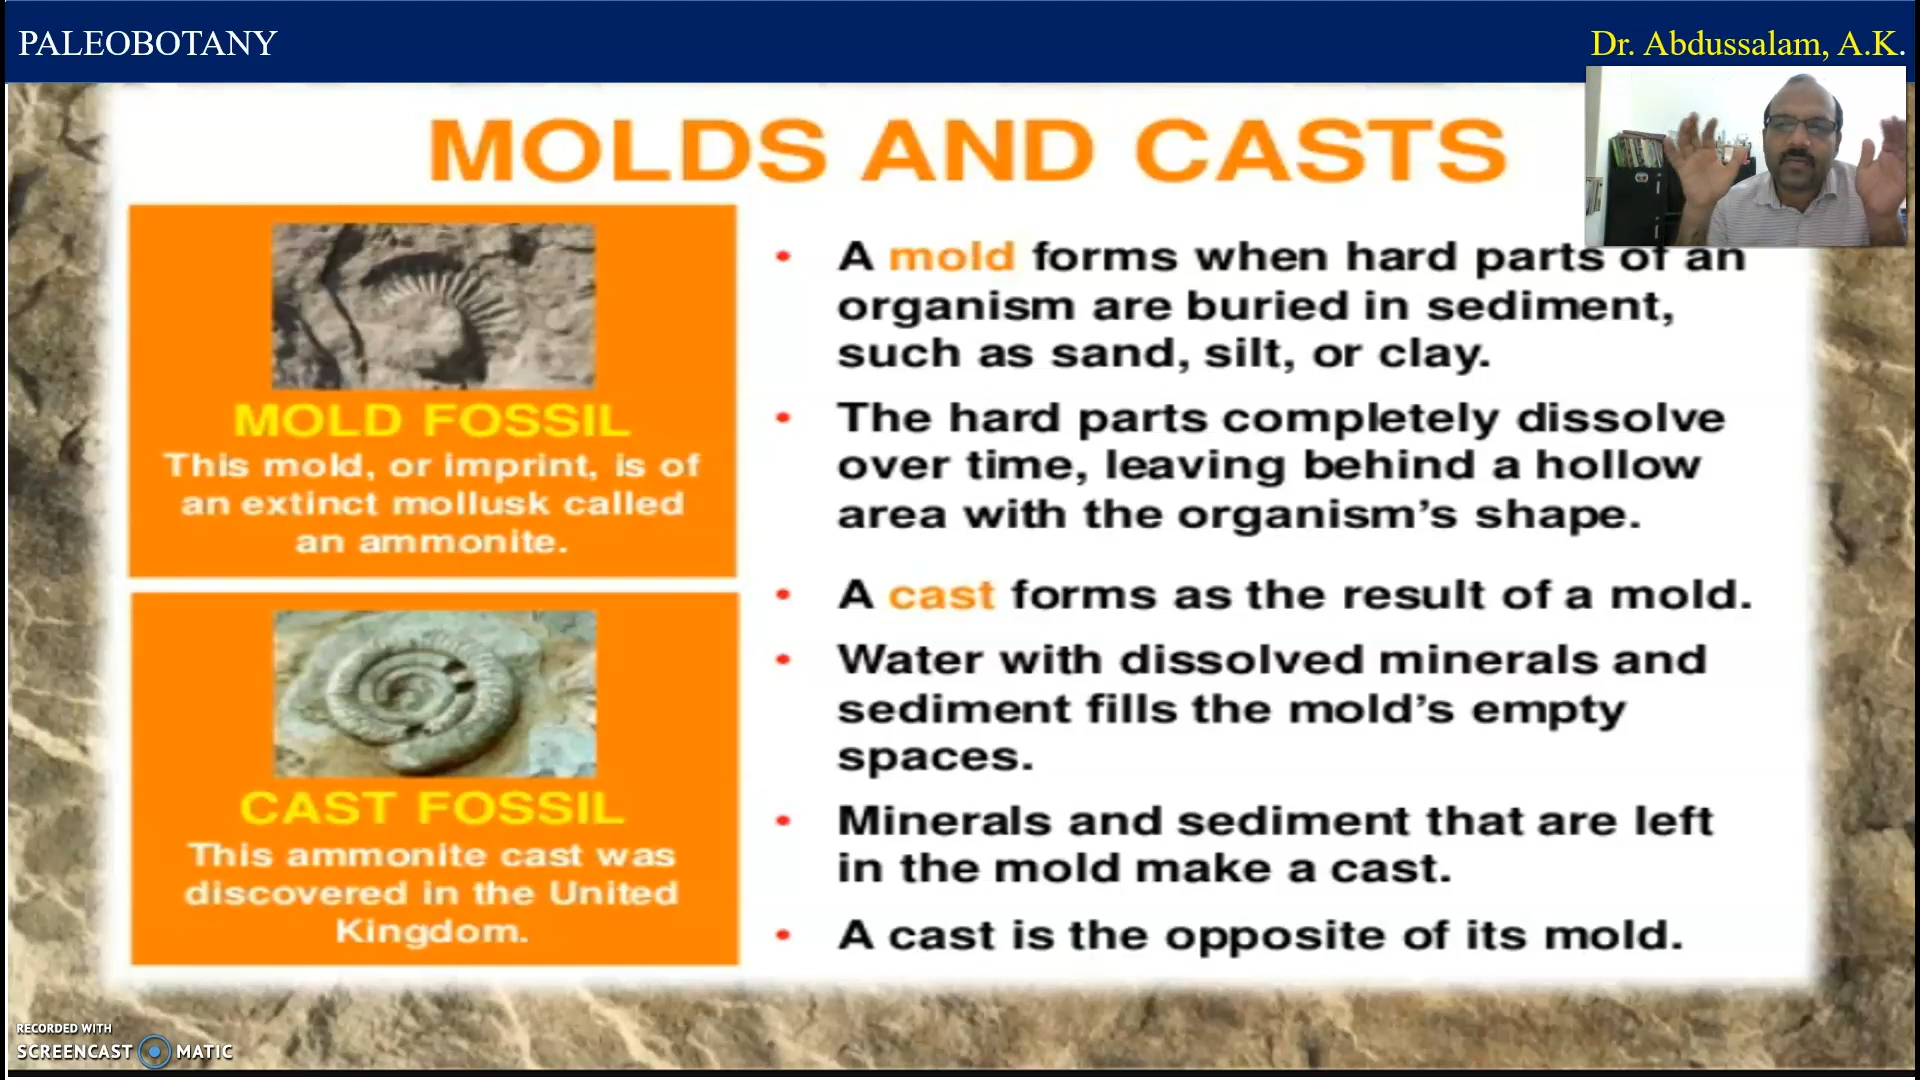 PALEOBOTANY
Dr. Abdussalam, A.K.
MOLDS AND CASTS
MOLD FOSSIL
This mold, or imprint, is of
an extinct mollusk called
an ammonite.
CAST FOSSIL
This ammonite cast was
discovered in the United
Kingdom.
• A mold forms when hard parts of an
organism are buried in sediment,
such as sand, silt, or clay.
• The hard parts completely dissolve
over time, leaving behind a hollow
area with the organism’s shape.
• A cast forms as the result of a mold.
• Water with dissolved minerals and
sediment fills the mold’s empty
spaces.
• Minerals and sediment that are left
in the mold make a cast.
• A cast is the opposite of its mold.
RECORDED WITH
SCREENCAST MATIC